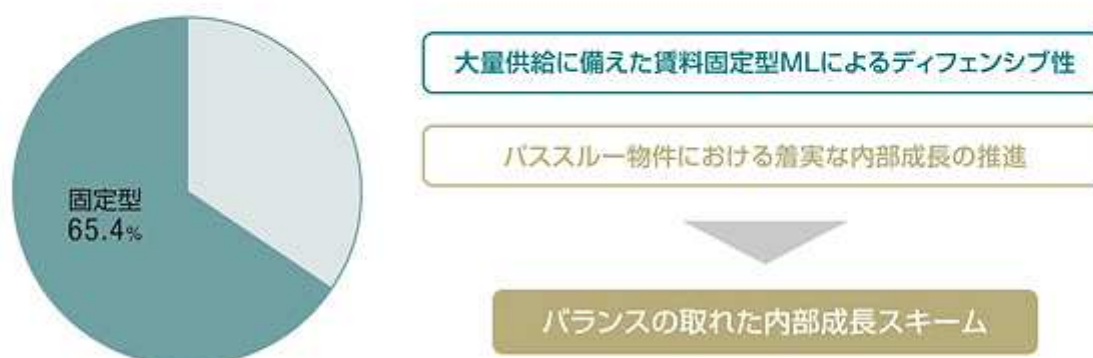 固定型
65.4%
大量供給に備えた賃料固定型MLによるディフェンシブ性
パススルー物件における着実な内部成長の推進
バランスの取れた内部成長スキーム